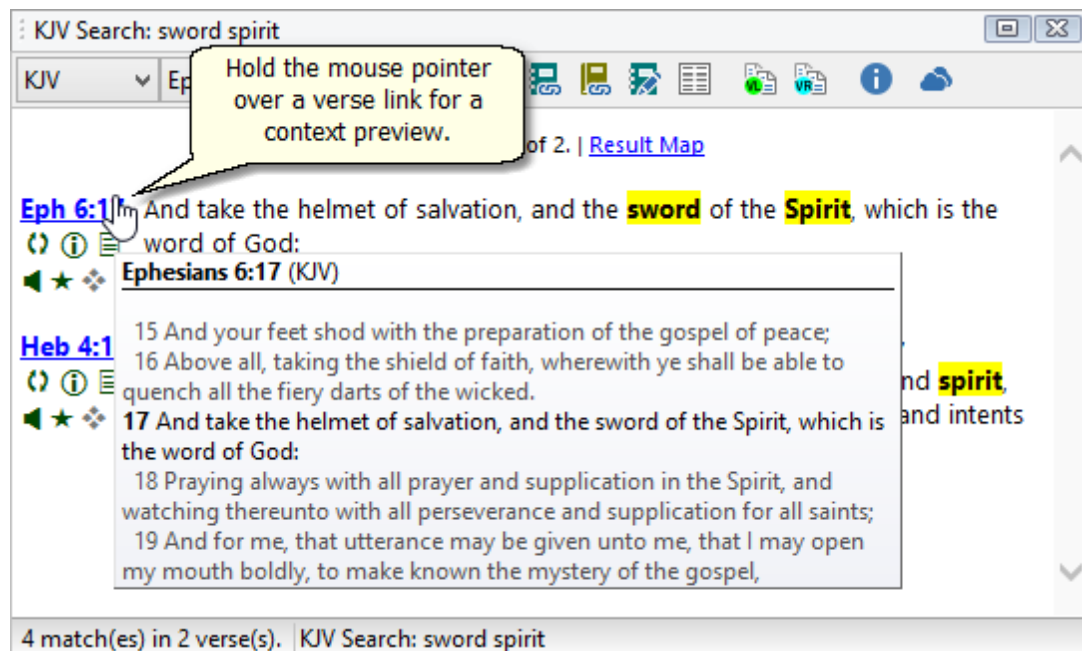 KJV Search: sword spirit
KJV
Ep
Hold the mouse pointer
over a verse link for a
context preview.
VL
VR
of 2. | Result Map
Eph 6:1 And take the helmet of salvation, and the sword of the Spirit, which is the
word of God:
Ephesians 6:17 (KJV)
15 And your feet shod with the preparation of the gospel of peace;
16 Above all, taking the shield of faith, wherewith ye shall be able to
quench all the fiery darts of the wicked.
17 And take the helmet of salvation, and the sword of the Spirit, which is
the word of God:
18 Praying always with all prayer and supplication in the Spirit, and
watching thereunto with all perseverance and supplication for all saints;
19 And for me, that utterance may be given unto me, that I may open
my mouth boldly, to make known the mystery of the gospel,
Heb 4:1
nd spirit,
and intents
4 match(es) in 2 verse(s). KJV Search: sword spirit